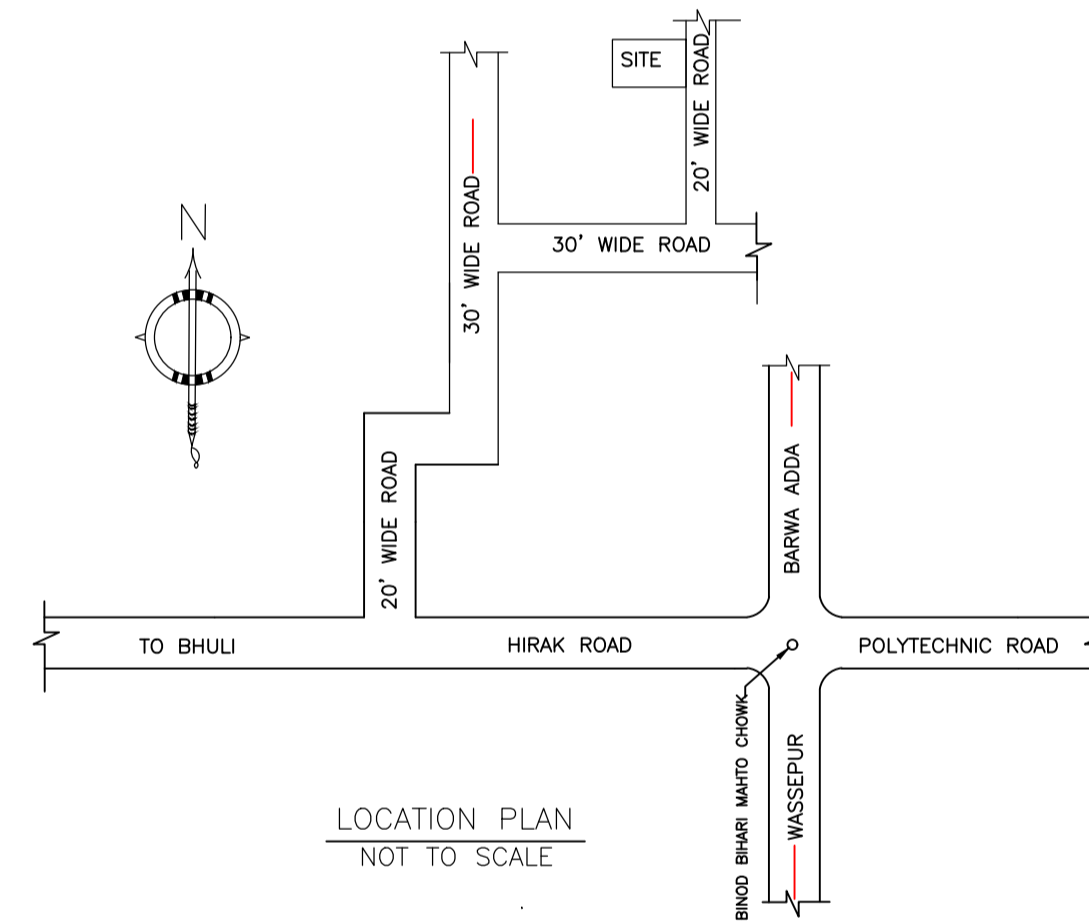 SITE
20' WIDE ROAD
N
30' WIDE ROAD
30' WIDE ROAD
20' WIDE ROAD
BARWA ADDA
TO BHULI
HIRAK ROAD
POLYTECHNIC ROAD
BINOD BIHARI MAHTO CHOWK
WASSEPUR
LOCATION PLAN
NOT TO SCALE